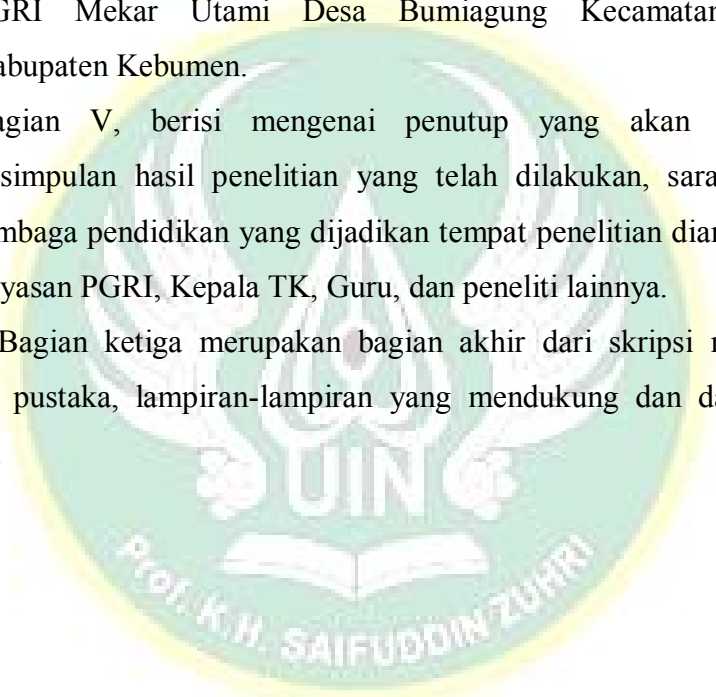 GRI Mekar Utami Desa Bumiagung Kecamatan
abupaten Kebumen.
agian V, berisi mengenai penutup yang akan
simpulan hasil penelitian yang telah dilakukan, sara
mbaga pendidikan yang dijadikan tempat penelitian diar
yasan PGRI, Kepala TK, Guru, dan peneliti lainnya.
Bagian ketiga merupakan bagian akhir dari skripsi
pustaka, lampiran-lampiran yang mendukung dan da
UIN
Prof. K.H. SAIFUDDIN ZUHRI